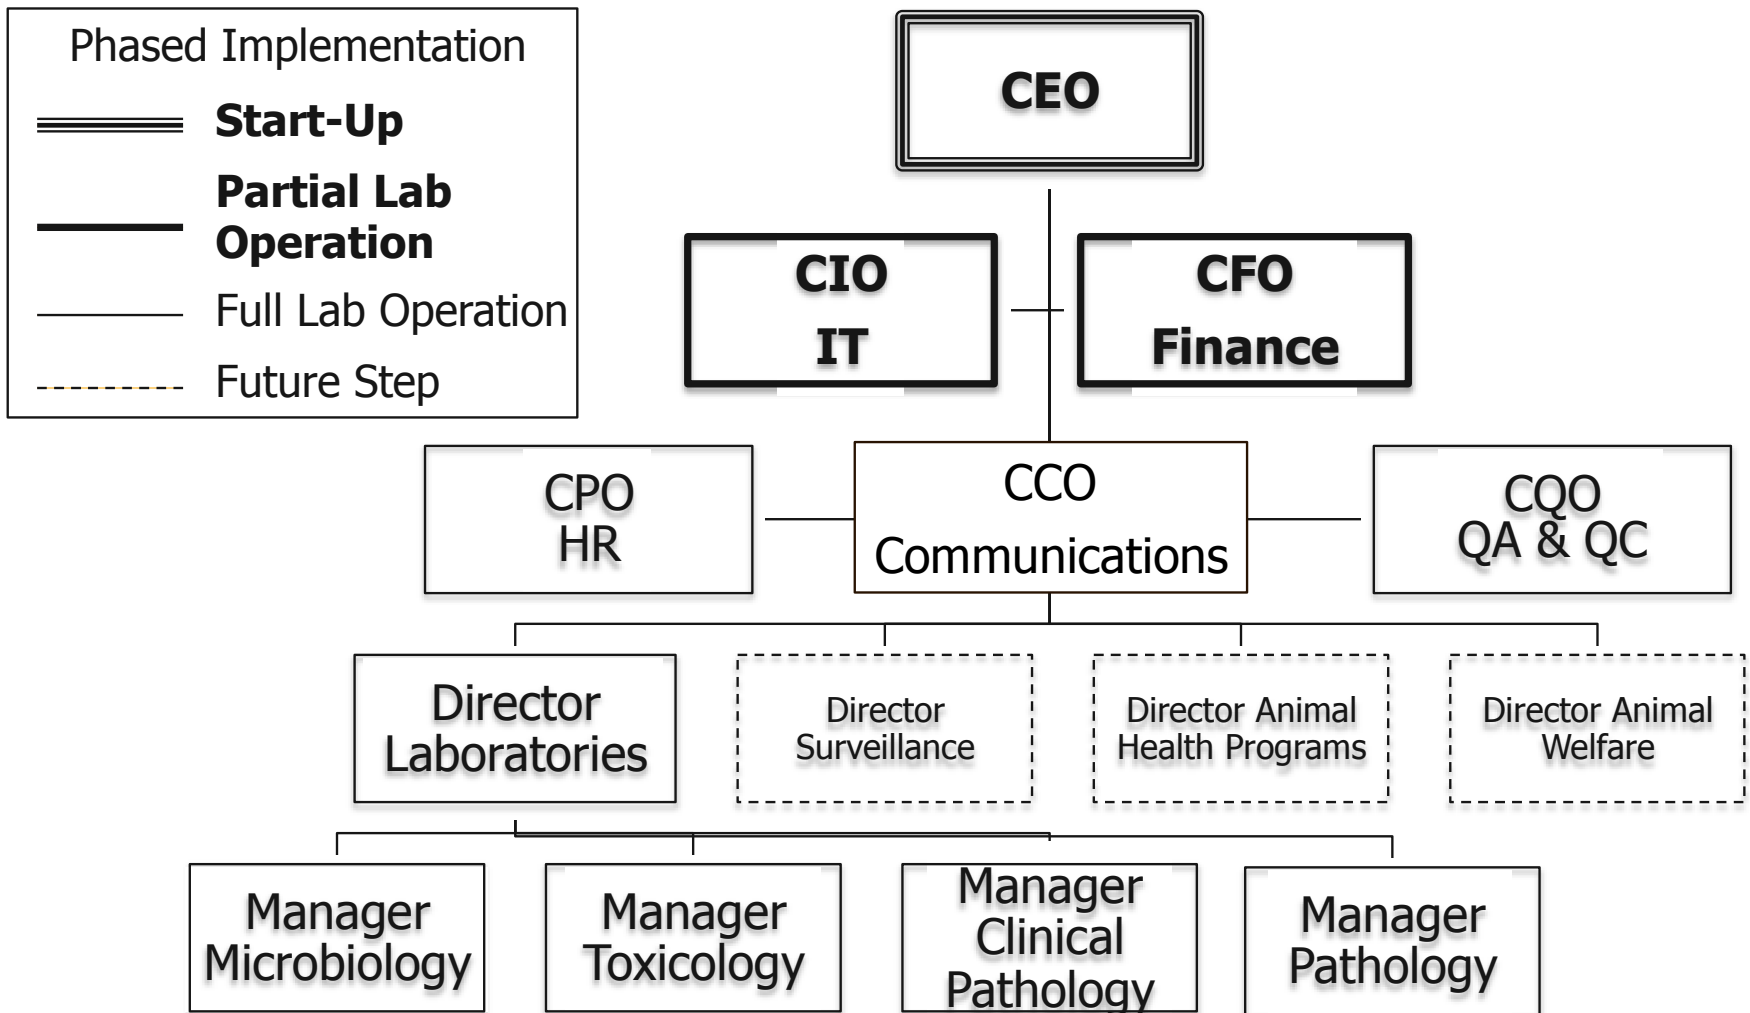 Phased Implementation
Start-Up
Partial Lab
Operation
Full Lab Operation
Future Step
CEO
CIO
IT
CFO
Finance
CPO
HR
CCO
Communications
CQO
QA & QC
Director
Laboratories
Director
Surveillance
Director Animal
Health Programs
Director Animal
Welfare
Manager
Microbiology
Manager
Toxicology
Manager
Clinical
Pathology
Manager
Pathology